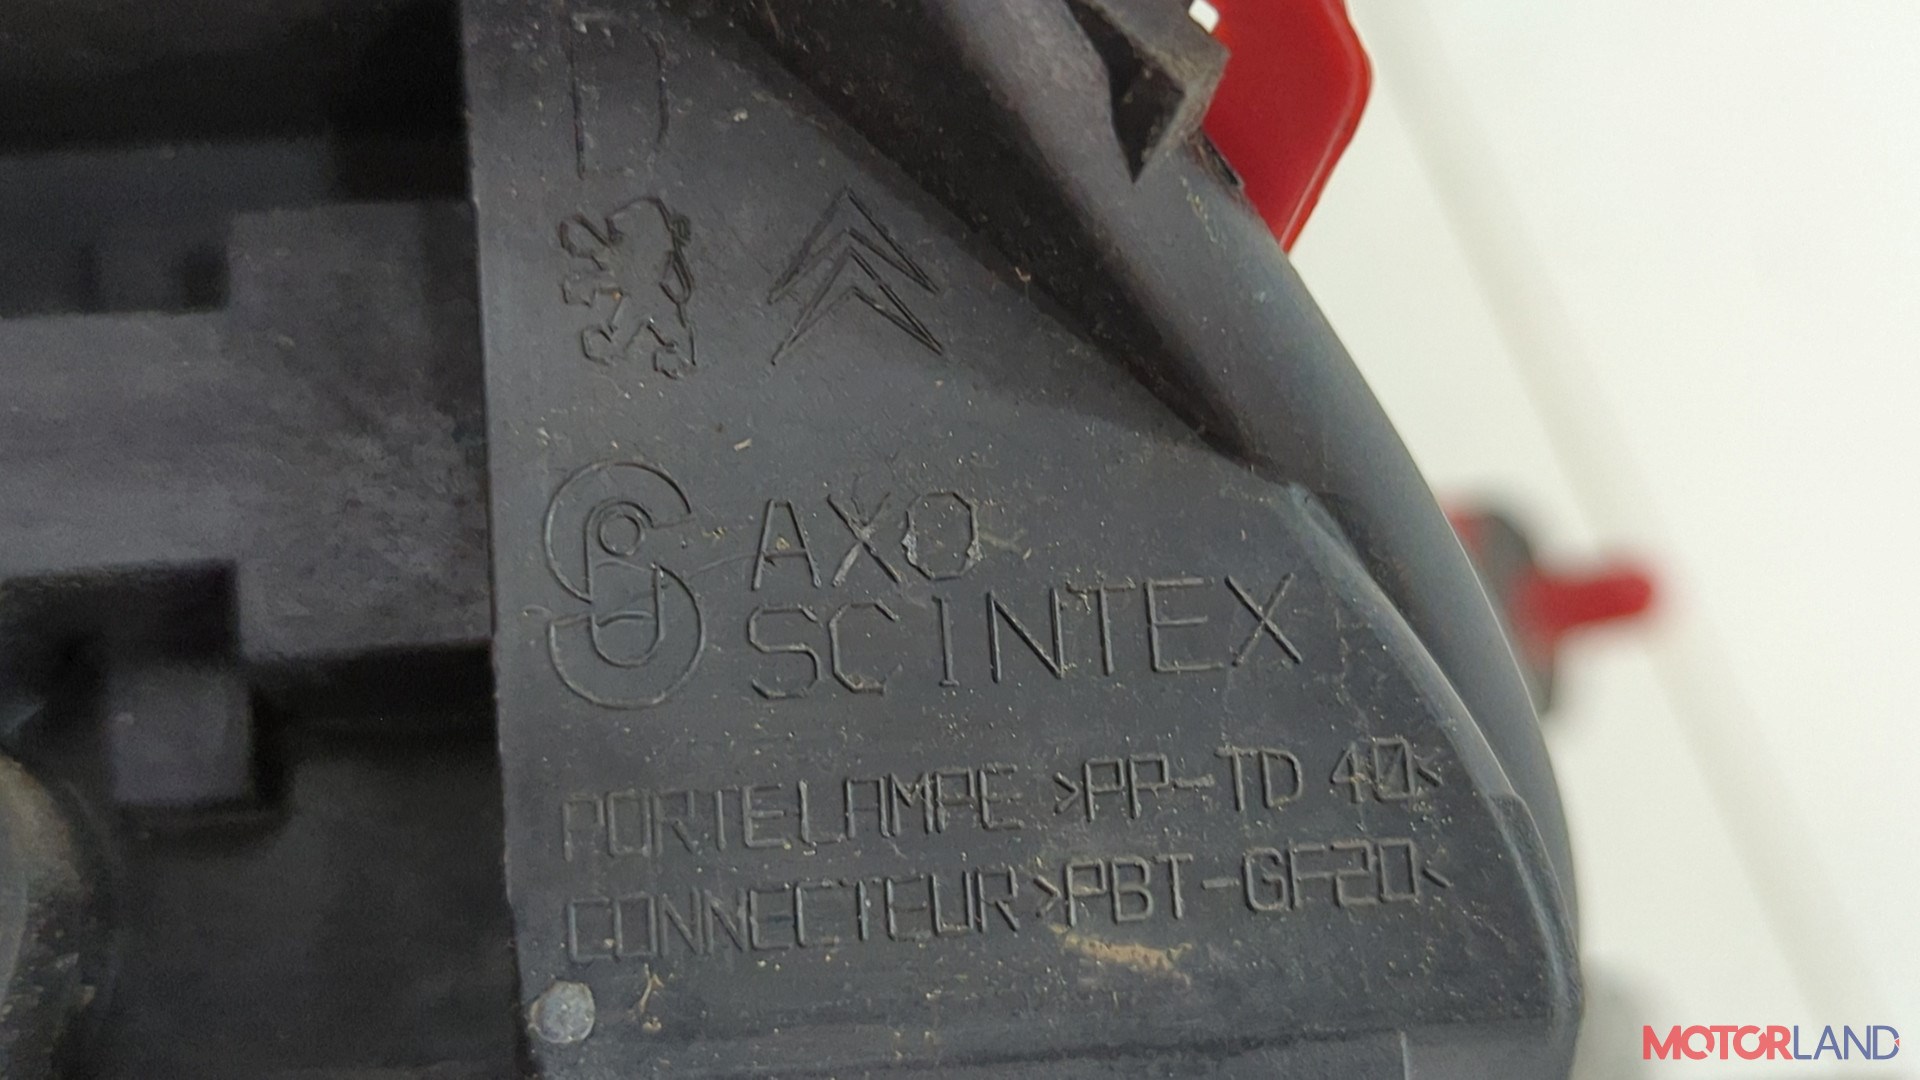 D
AXO
SCINTEX
PORTELAMPE >PP-TD 40<
CONNECTEUR >PBT-GF20<
MOTORLAND